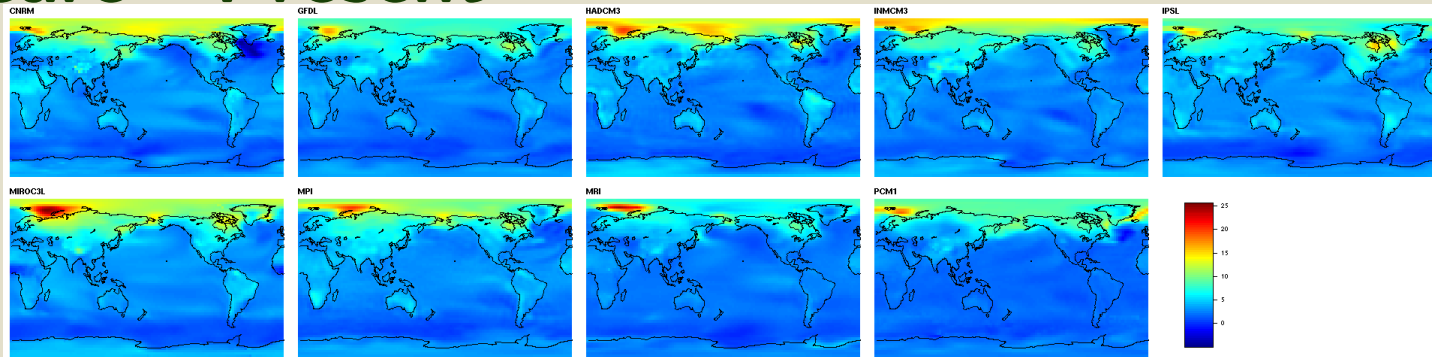 CNRM
GFDL
HADCM3
INMCM3
IPSL
MIROC3L
MPI
MRI
PCM1
25
20
15
10
5
0